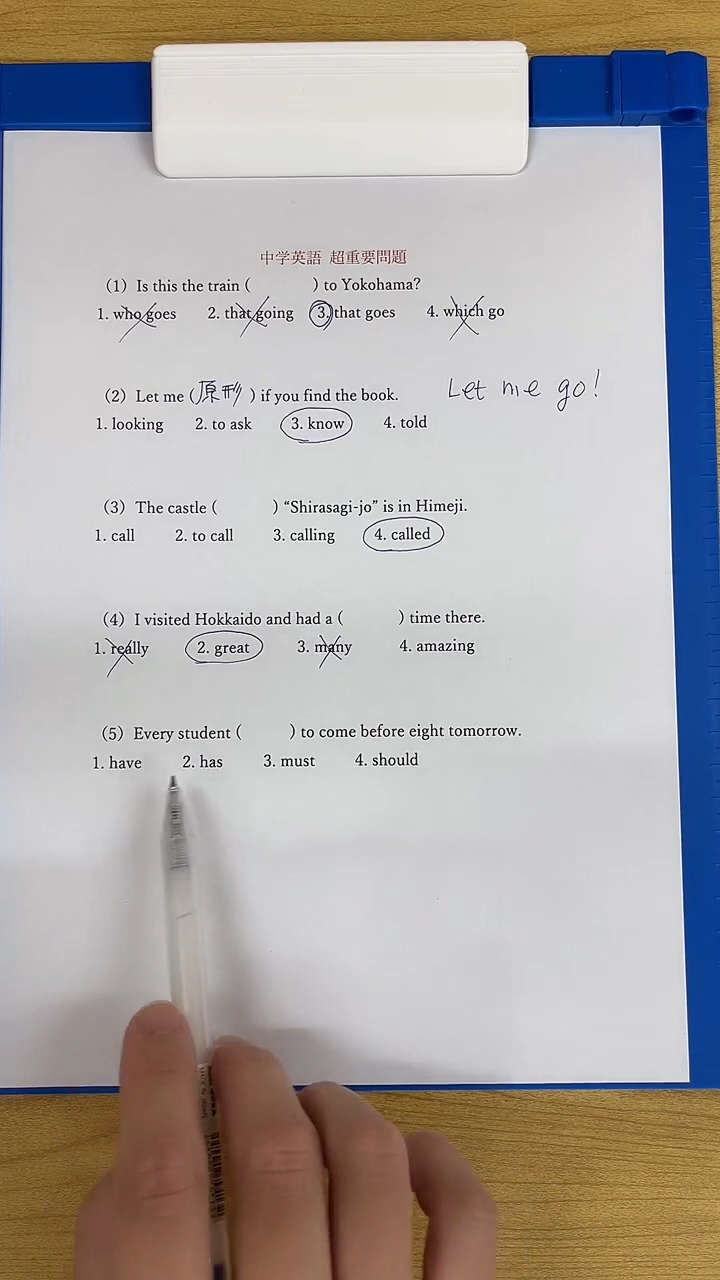 中学英語 超重要問題
(1) Is this the train ( ) to Yokohama?
1. who goes 2. that going 3. that goes 4. which go
(2) Let me (原形) if you find the book. Let me go!
1. looking 2. to ask 3. know 4. told
(3) The castle ( ) “Shirasagi-jo” is in Himeji.
1. call 2. to call 3. calling 4. called
(4) I visited Hokkaido and had a ( ) time there.
1. really 2. great 3. many 4. amazing
(5) Every student ( ) to come before eight tomorrow.
1. have 2. has 3. must 4. should